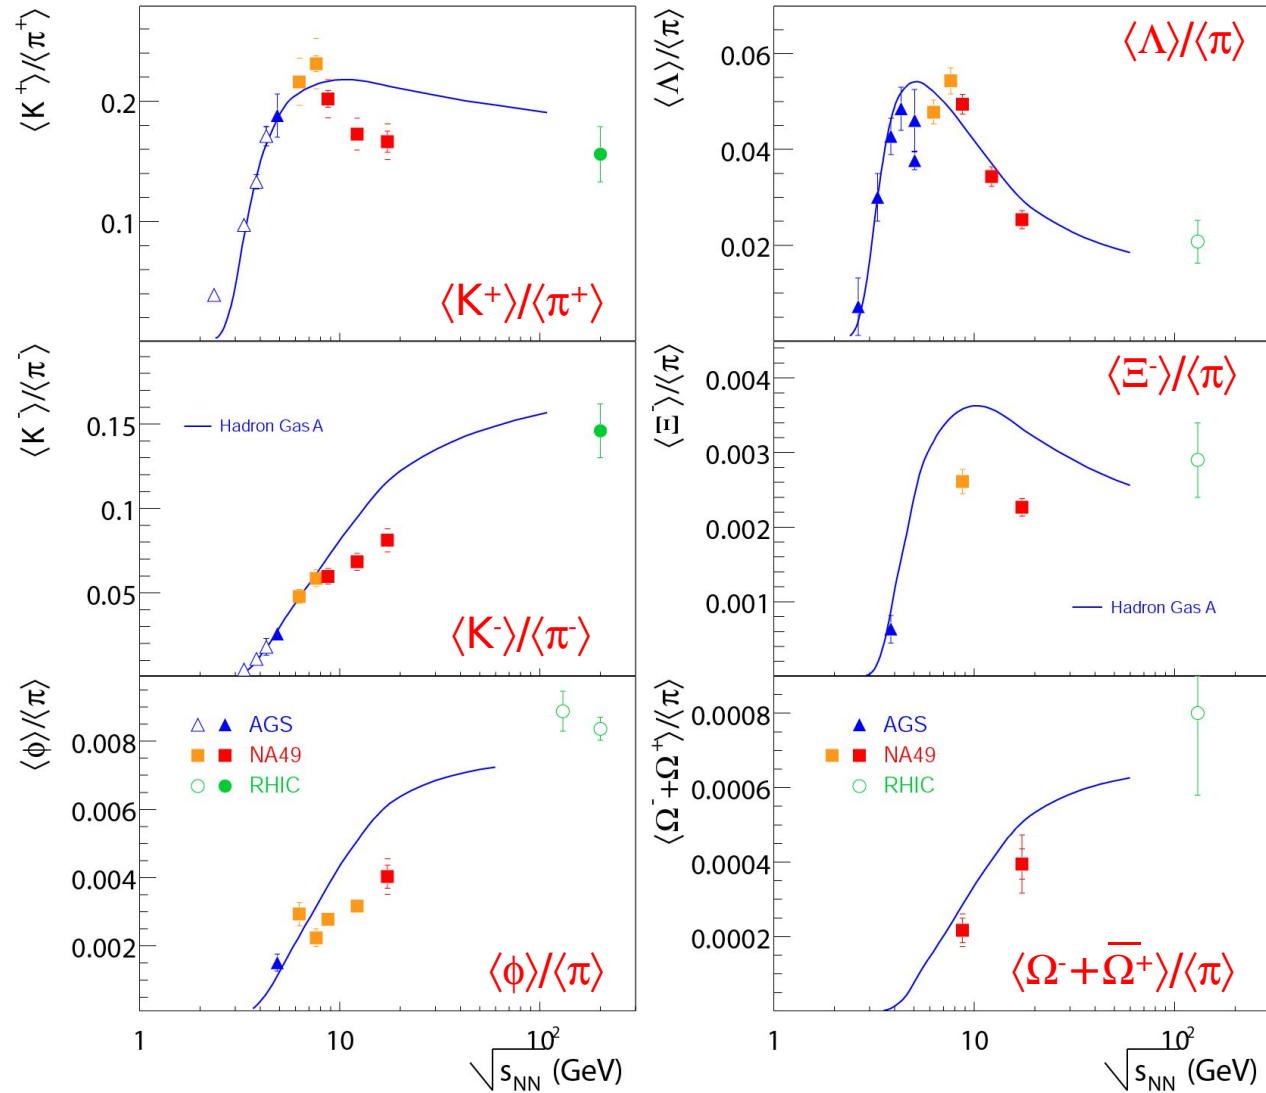 ⟨K⁺⟩/⟨π⁺⟩
0.2
0.1
⟨K⁺⟩/⟨π⁺⟩
⟨Λ⟩/⟨π⟩
⟨Λ⟩/⟨π⟩
0.06
0.04
0.02
⟨K⁻⟩/⟨π⁻⟩
0.15
0.1
0.05
Hadron Gas A
⟨K⁻⟩/⟨π⁻⟩
⟨Ξ⁻⟩/⟨π⟩
⟨Ξ⁻⟩/⟨π⟩
0.004
0.003
0.002
0.001
Hadron Gas A
⟨ϕ⟩/⟨π⟩
0.008
0.006
0.004
0.002
AGS
NA49
RHIC
⟨ϕ⟩/⟨π⟩
1
10
10²
√s_NN (GeV)
⟨Ω⁻+Ω⁺⟩/⟨π⟩
0.0008
0.0006
0.0004
0.0002
AGS
NA49
RHIC
⟨Ω⁻+Ω̅⁺⟩/⟨π⟩
1
10
10²
√s_NN (GeV)